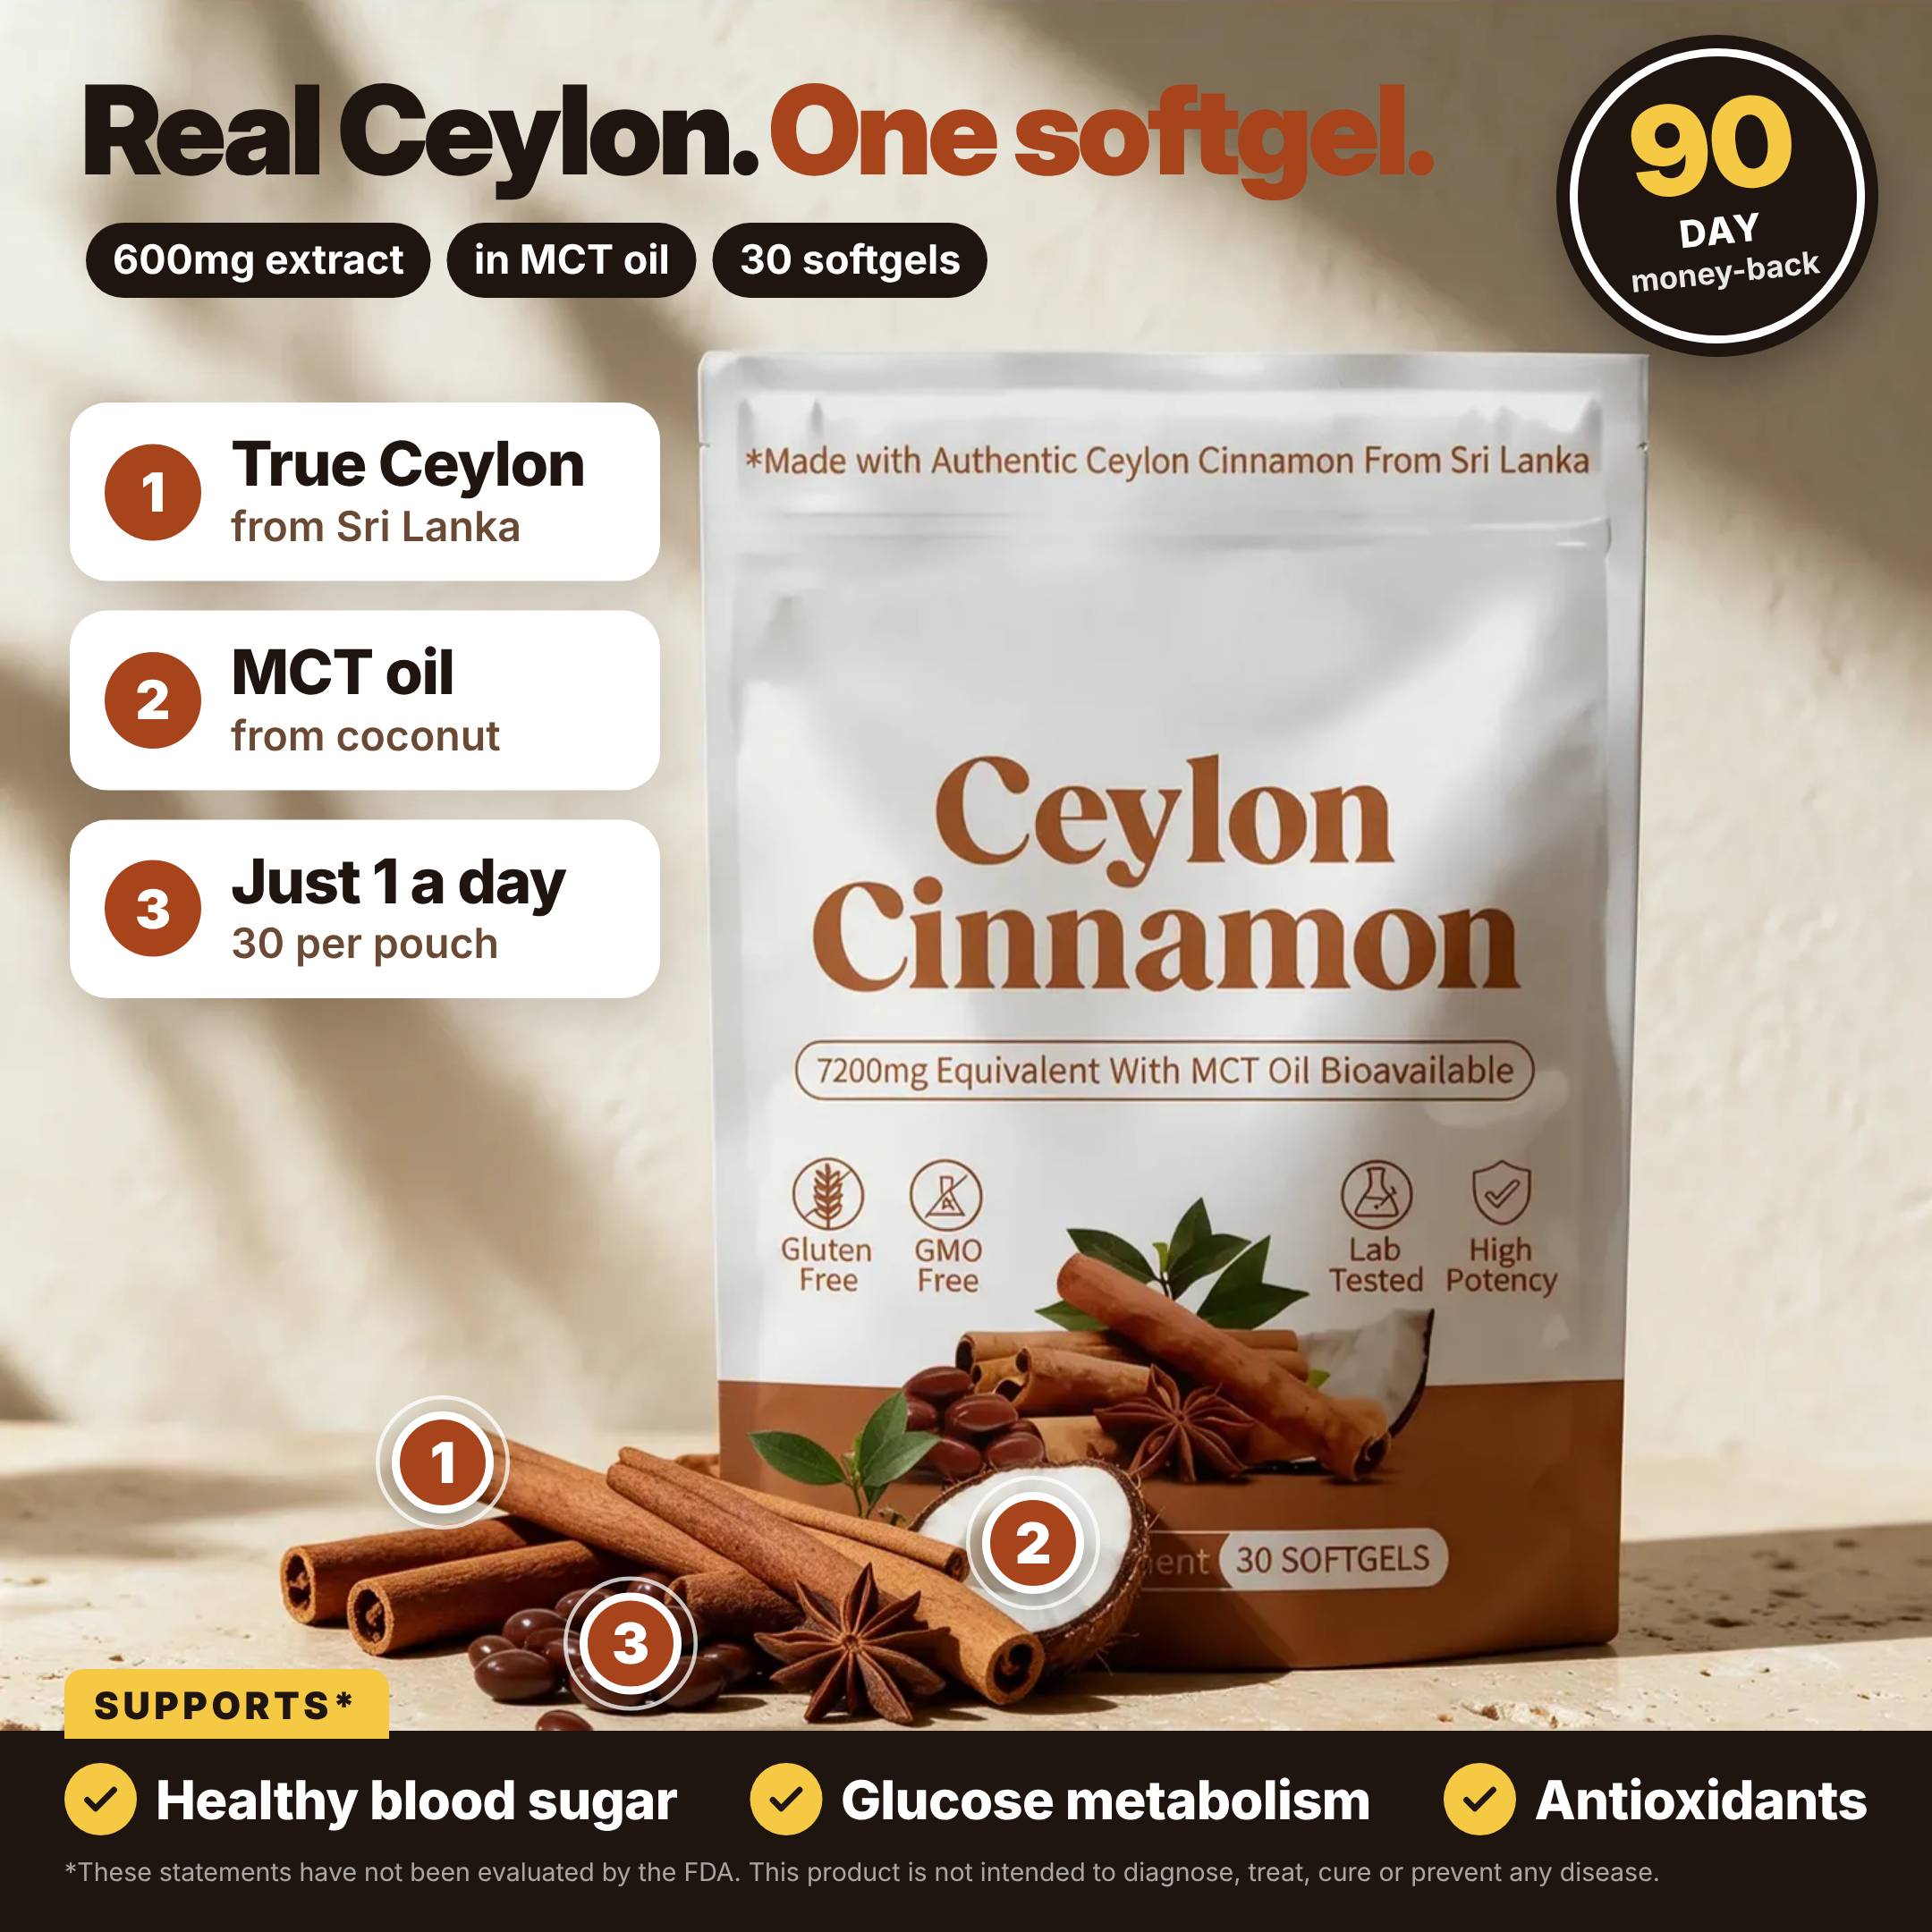 Real Ceylon. One softgel.
600mg extract
in MCT oil
30 softgels
90
DAY
money-back
1
True Ceylon
from Sri Lanka
2
MCT oil
from coconut
3
Just 1 a day
30 per pouch
*Made with Authentic Ceylon Cinnamon From Sri Lanka
Ceylon
Cinnamon
7200mg Equivalent With MCT Oil Bioavailable
Gluten
Free
GMO
Free
Lab
Tested
High
Potency
30 SOFTGELS
1
2
3
SUPPORTS*
Healthy blood sugar
Glucose metabolism
Antioxidants
*These statements have not been evaluated by the FDA. This product is not intended to diagnose, treat, cure or prevent any disease.